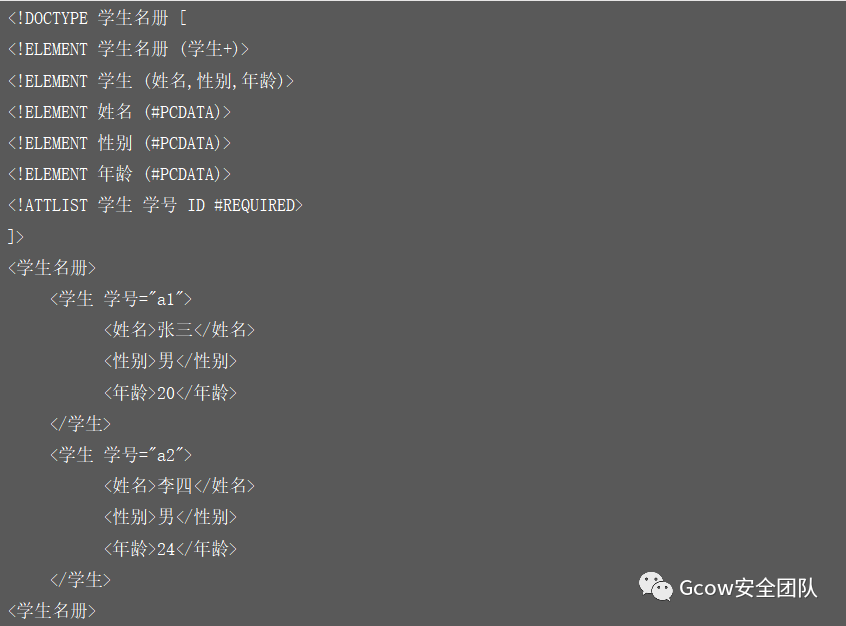 <!DOCTYPE 学生名册 [
<!ELEMENT 学生名册 (学生+)>
<!ELEMENT 学生 (姓名,性别,年龄)>
<!ELEMENT 姓名 (#PCDATA)>
<!ELEMENT 性别 (#PCDATA)>
<!ELEMENT 年龄 (#PCDATA)>
<!ATTLIST 学生 学号 ID #REQUIRED>
]>
<学生名册>
<学生 学号="a1">
<姓名>张三</姓名>
<性别>男</性别>
<年龄>20</年龄>
</学生>
<学生 学号="a2">
<姓名>李四</姓名>
<性别>男</性别>
<年龄>24</年龄>
</学生>
<学生名册>
Gcow安全团队